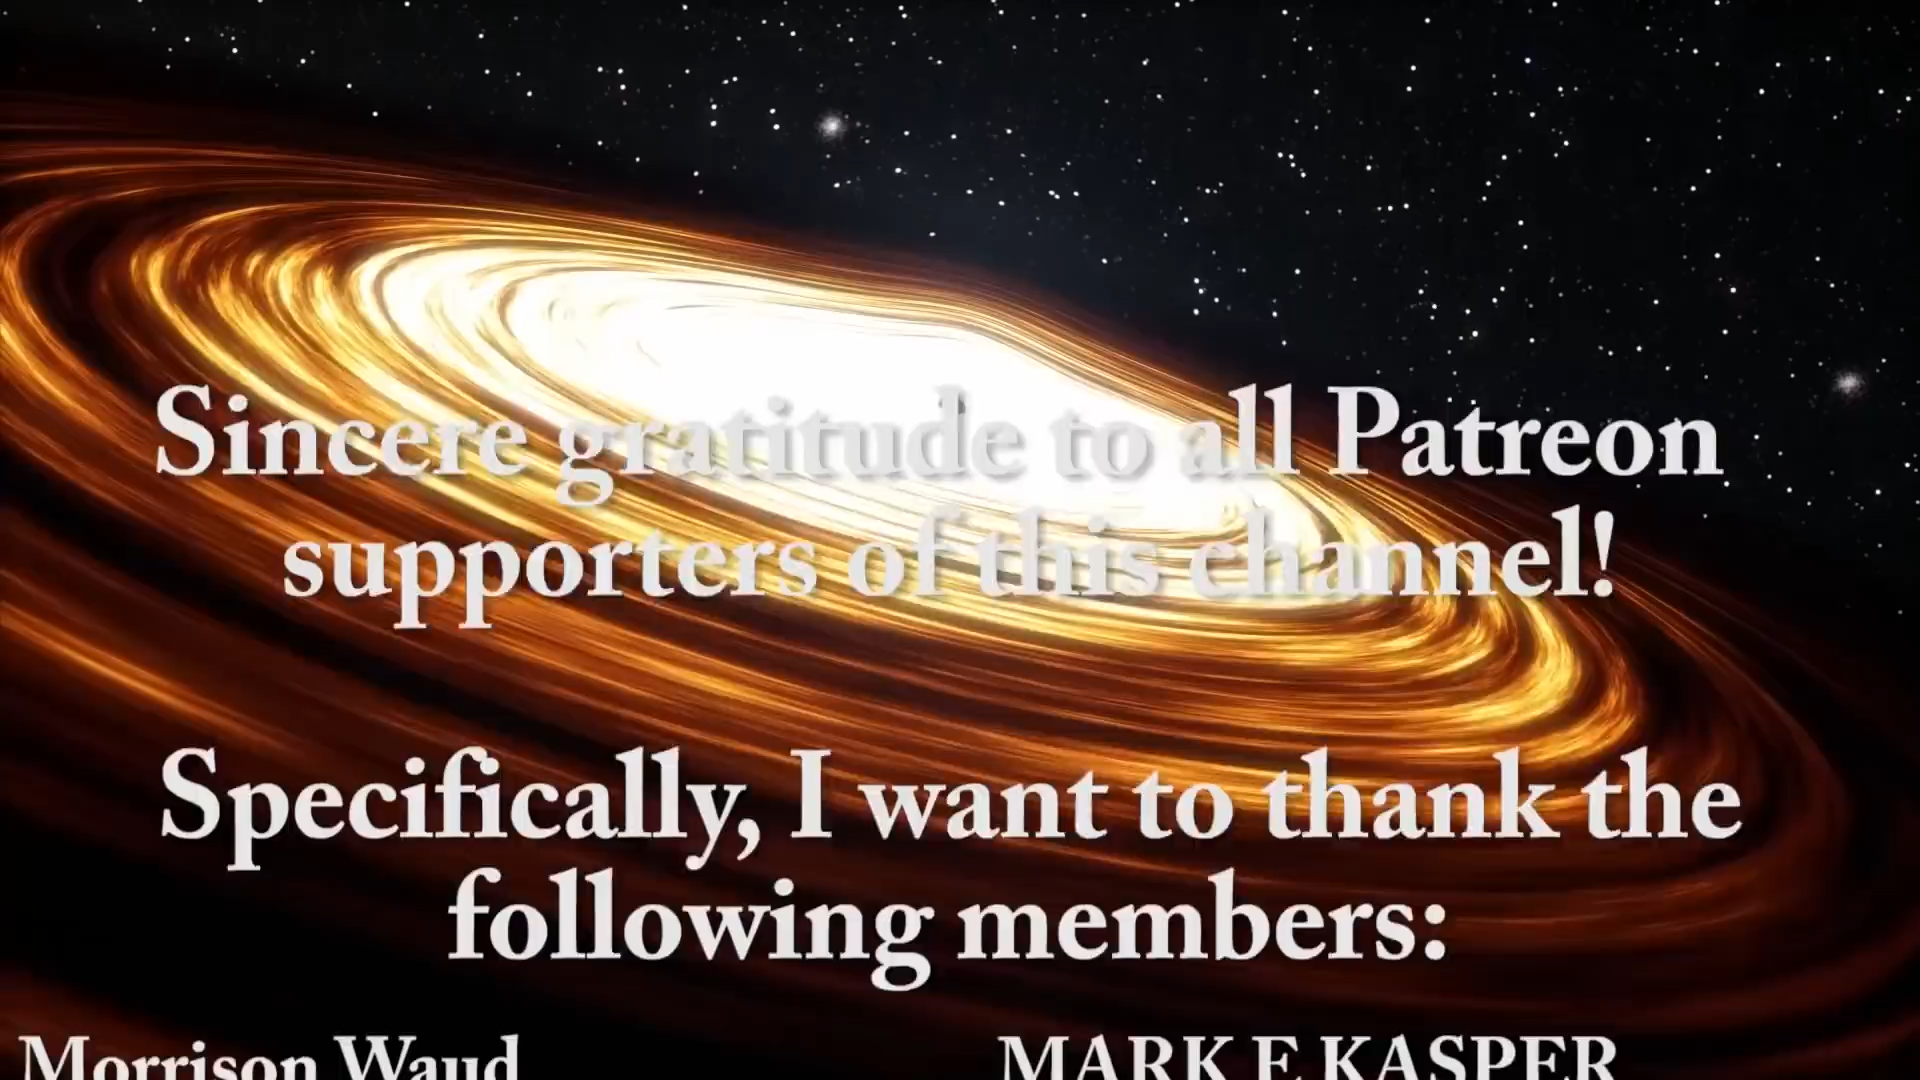 Sincere gratitude to all Patreon
supporters of this channel!
Specifically, I want to thank the
following members:
Morrison Waud
MARK E KASPER